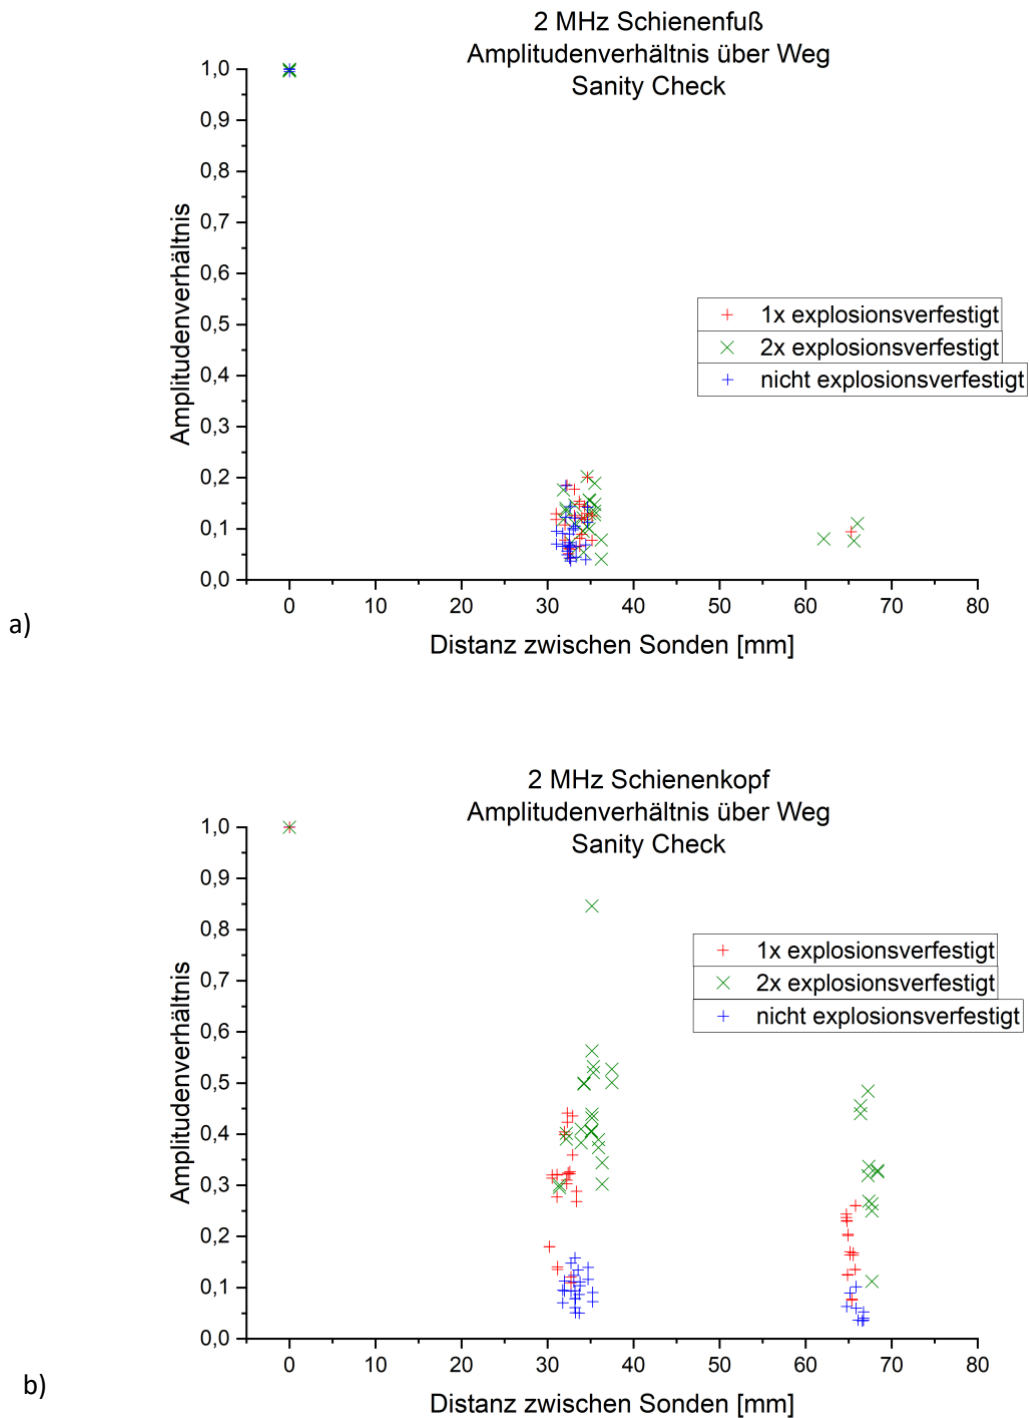 2 MHz Schienenfuß
Amplitudenverhältnis über Weg
Sanity Check
1,0
0,9
0,8
0,7
0,6
0,5
0,4
0,3
0,2
0,1
0,0
Amplitudenverhältnis
1x explosionsverfestigt
2x explosionsverfestigt
nicht explosionsverfestigt
0 10 20 30 40 50 60 70 80
Distanz zwischen Sonden [mm]
a)
2 MHz Schienenkopf
Amplitudenverhältnis über Weg
Sanity Check
1,0
0,9
0,8
0,7
0,6
0,5
0,4
0,3
0,2
0,1
0,0
Amplitudenverhältnis
1x explosionsverfestigt
2x explosionsverfestigt
nicht explosionsverfestigt
0 10 20 30 40 50 60 70 80
Distanz zwischen Sonden [mm]
b)